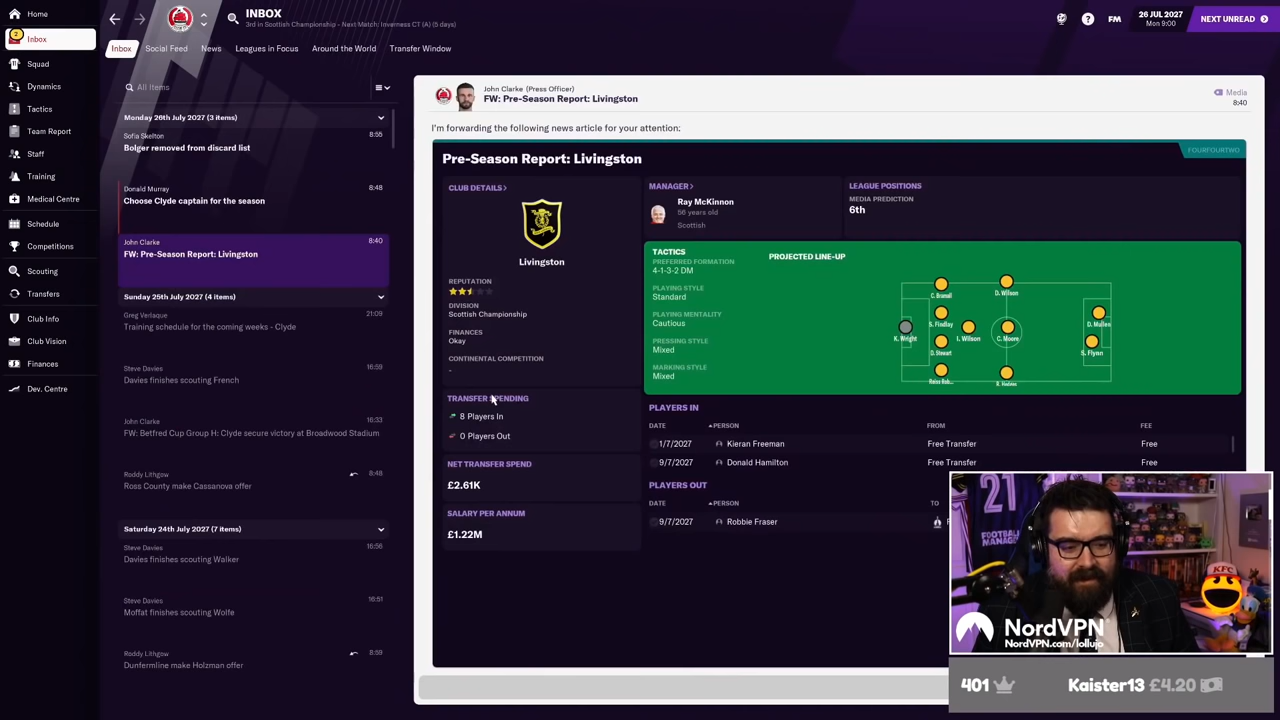 Home
INBOX
3rd in Scottish Championship - Next Match: Inverness CT (A) (5 days)
FM
26 JUL 2027
Mon 9:00
NEXT UNREAD
2
Inbox
Inbox
Social Feed
News
Leagues in Focus
Around the World
Transfer Window
Squad
Dynamics
Tactics
Team Report
Staff
Training
Medical Centre
Schedule
Competitions
Scouting
Transfers
Club Info
Club Vision
Finances
Dev. Centre
All Items
Monday 26th July 2027 (3 items)
Sofia Skelton
8:55
Bolger removed from discard list
Donald Murray
8:48
Choose Clyde captain for the season
John Clarke
8:40
FW: Pre-Season Report: Livingston
Sunday 25th July 2027 (4 items)
Greg Verlaque
21:09
Training schedule for the coming weeks - Clyde
Steve Davies
16:59
Davies finishes scouting French
John Clarke
16:33
FW: Betfred Cup Group H: Clyde secure victory at Broadwood Stadium
Roddy Lithgow
8:48
Ross County make Cassanova offer
Saturday 24th July 2027 (7 items)
Steve Davies
16:56
Davies finishes scouting Walker
Steve Davies
16:51
Moffat finishes scouting Wolfe
Roddy Lithgow
8:59
Dunfermline make Holzman offer
John Clarke (Press Officer)
FW: Pre-Season Report: Livingston
Media
8:40
I'm forwarding the following news article for your attention:
Pre-Season Report: Livingston
FOURFOURTWO
CLUB DETAILS
Livingston
REPUTATION
DIVISION
Scottish Championship
FINANCES
Okay
CONTINENTAL COMPETITION
-
TRANSFER SPENDING
8 Players In
0 Players Out
NET TRANSFER SPEND
£2.61K
SALARY PER ANNUM
£1.22M
MANAGER
Ray McKinnon
56 years old
Scottish
LEAGUE POSITIONS
MEDIA PREDICTION
6th
TACTICS
PREFERRED FORMATION
4-1-3-2 DM
PLAYING STYLE
Standard
PLAYING MENTALITY
Cautious
PRESSING STYLE
Mixed
MARKING STYLE
Mixed
PROJECTED LINE-UP
C. Bramall
D. Wilson
S. Findlay
D. Mullen
K. Wright
I. Wilson
C. Moore
D. Stewart
S. Flynn
Reiss Rob...
PLAYERS IN
DATE
PERSON
FROM
FEE
1/7/2027
Kieran Freeman
Free Transfer
Free
9/7/2027
Donald Hamilton
Free Transfer
Free
PLAYERS OUT
DATE
PERSON
TO
9/7/2027
Robbie Fraser
21
FOOTBALL
MANAGER
KFC
NordVPN
NordVPN.com/lollujo
401
Kaister13 £4.20